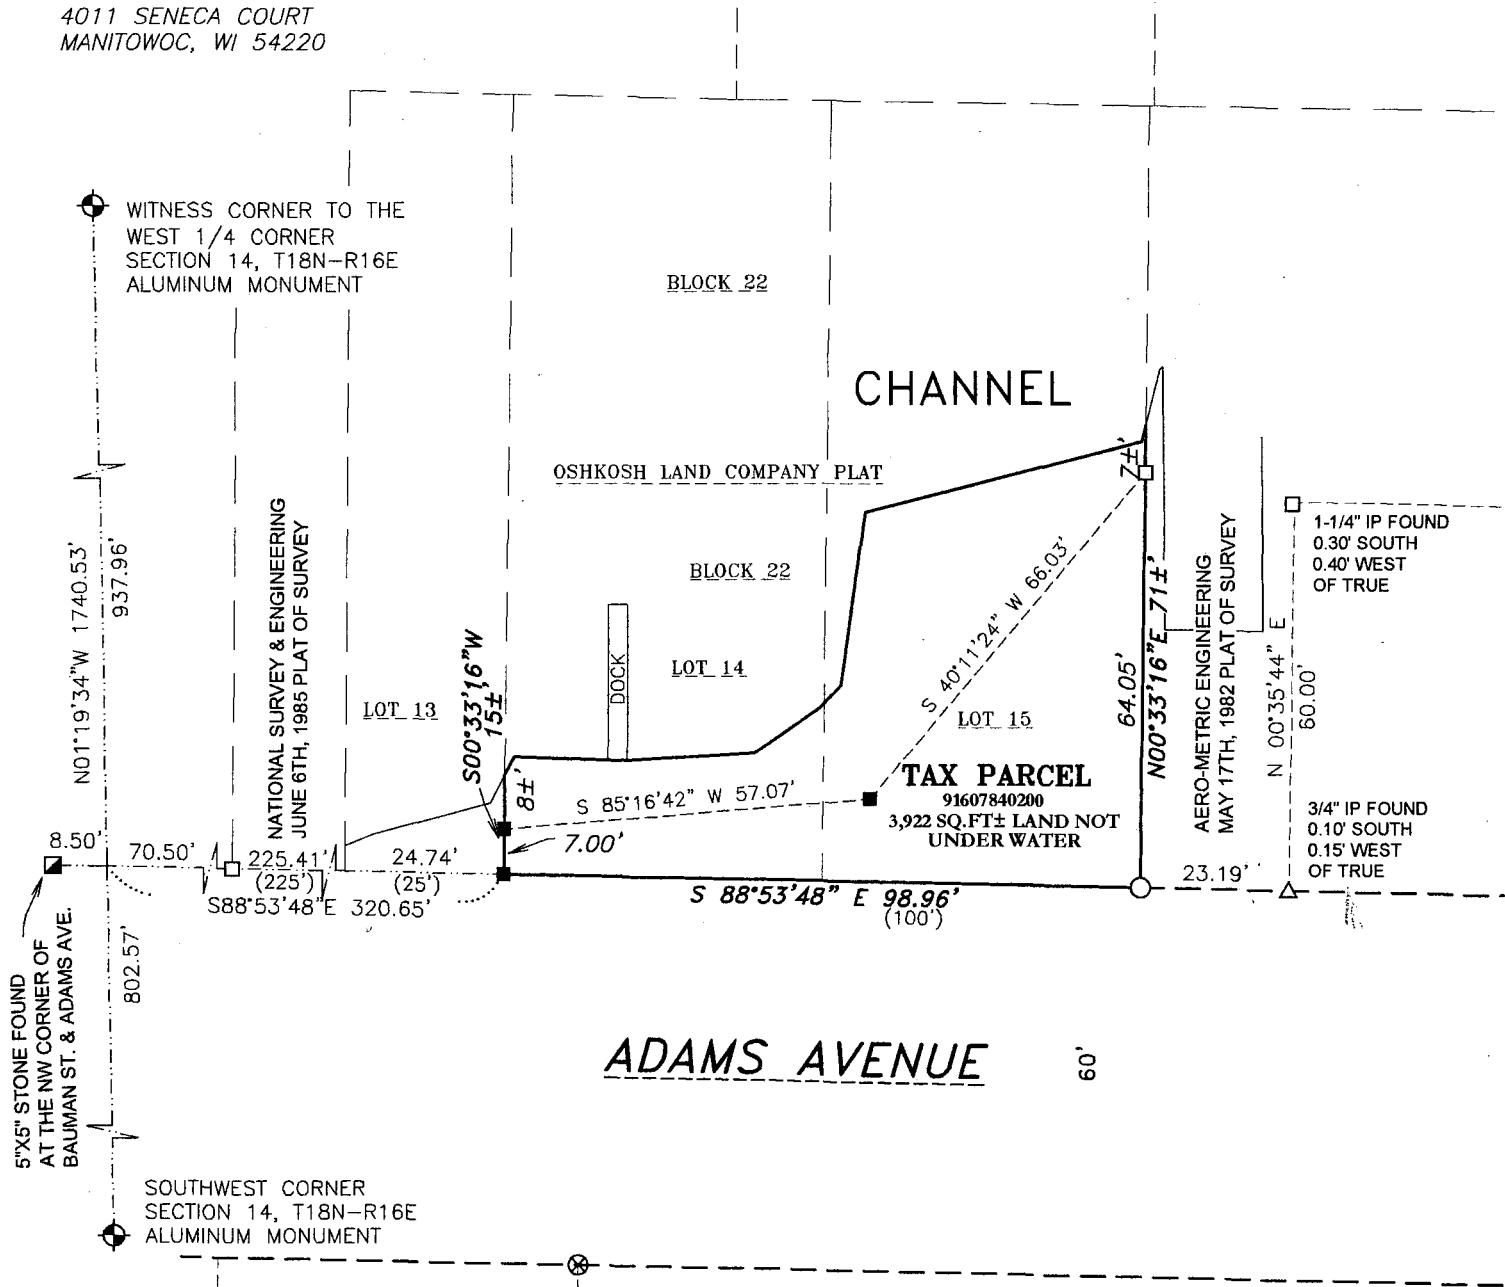 4011 SENECA COURT
MANITOWOC, WI 54220
WITNESS CORNER TO THE
WEST 1/4 CORNER
SECTION 14, T18N-R16E
ALUMINUM MONUMENT
BLOCK 22
CHANNEL
OSHKOSH LAND COMPANY PLAT
BLOCK 22
N01°19'34"W 1740.53'
937.96'
NATIONAL SURVEY & ENGINEERING
JUNE 6TH, 1985 PLAT OF SURVEY
LOT 13
S00°33'16"W
15±'
DOCK
LOT 14
S 40°11'24" W 66.03'
LOT 15
7±'
64.05'
N00°33'16"E 71±'
AERO-METRIC ENGINEERING
MAY 17TH, 1982 PLAT OF SURVEY
N 00°35'44" E
60.00'
1-1/4" IP FOUND
0.30' SOUTH
0.40' WEST
OF TRUE
8±'
S 85°16'42" W 57.07'
7.00'
TAX PARCEL
91607840200
3,922 SQ.FT± LAND NOT
UNDER WATER
3/4" IP FOUND
0.10' SOUTH
0.15' WEST
OF TRUE
8.50'
70.50'
225.41'
(225')
24.74'
(25')
S88°53'48"E 320.65'
S 88°53'48" E 98.96'
(100')
23.19'
5"X5" STONE FOUND
AT THE NW CORNER OF
BAUMAN ST. & ADAMS AVE.
802.57'
ADAMS AVENUE
60'
SOUTHWEST CORNER
SECTION 14, T18N-R16E
ALUMINUM MONUMENT